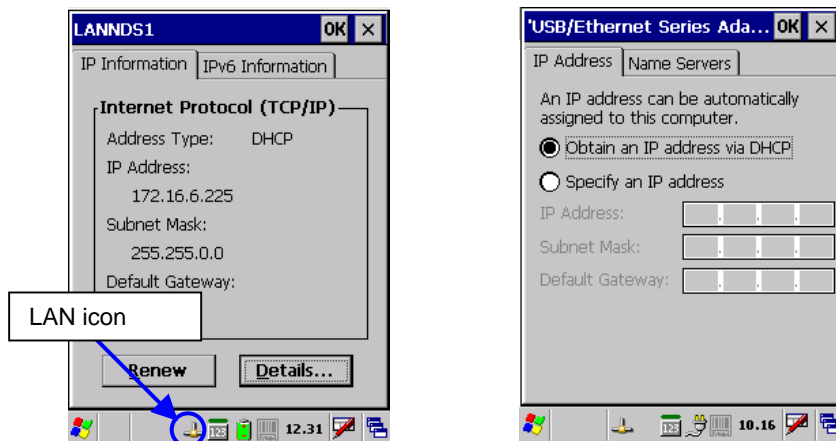 LANNDS1 OK ×
IP Information IPv6 Information
Internet Protocol (TCP/IP)
Address Type: DHCP
IP Address:
172.16.6.225
Subnet Mask:
255.255.0.0
Default Gateway:
LAN icon
Renew Details...
12.31
'USB/Ethernet Series Ada... OK ×
IP Address Name Servers
An IP address can be automatically
assigned to this computer.
Obtain an IP address via DHCP
Specify an IP address
IP Address:
Subnet Mask:
Default Gateway:
10.16